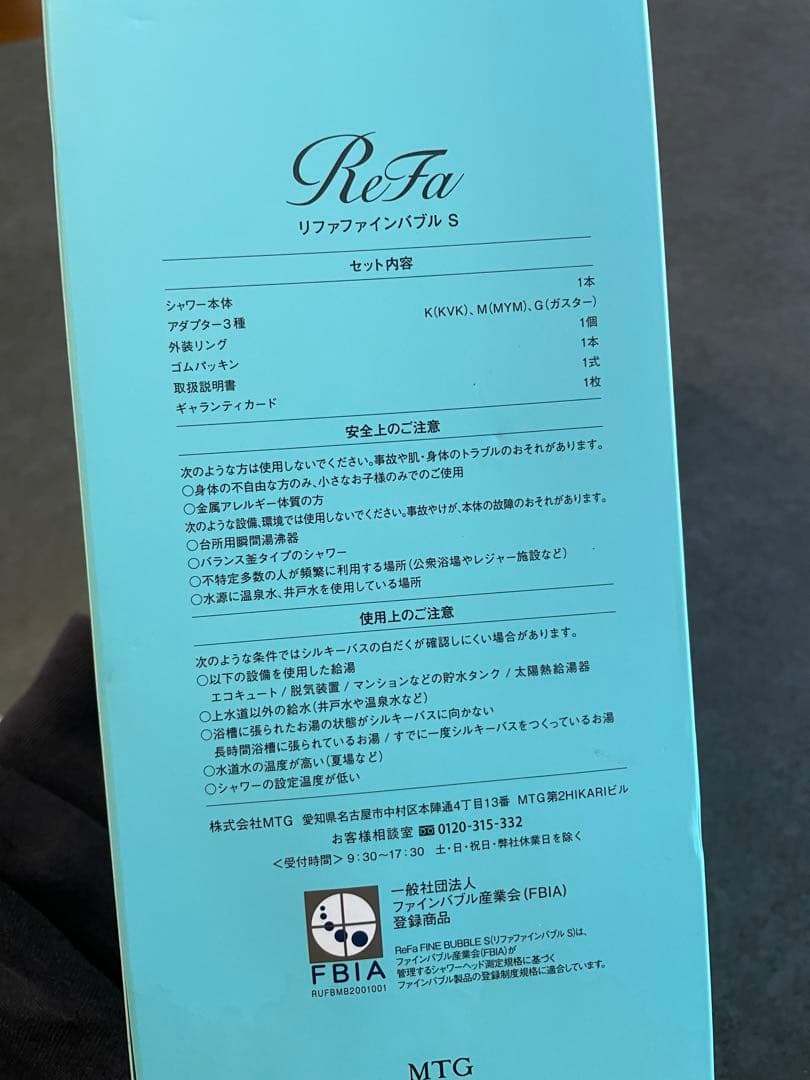 ReFa
リファファインバブル S
セット内容
シャワー本体 1本
アダプター3種 K(KVK)、M(MYM)、G(ガスター)
外装リング 1個
ゴムパッキン 1本
取扱説明書 1式
ギャランティカード 1枚
安全上のご注意
次のような方は使用しないでください。事故や肌・身体のトラブルのおそれがあります。
○身体の不自由な方のみ、小さなお子様のみでのご使用
○金属アレルギー体質の方
次のような設備、環境では使用しないでください。事故やけが、本体の故障のおそれがあります。
○台所用瞬間湯沸器
○バランス釜タイプのシャワー
○不特定多数の人が頻繁に利用する場所(公衆浴場やレジャー施設など)
○水源に温泉水、井戸水を使用している場所
使用上のご注意
次のような条件ではシルキーバスの白だくが確認しにくい場合があります。
○以下の設備を使用した給湯
エコキュート / 脱気装置 / マンションなどの貯水タンク / 太陽熱給湯器
○上水道以外の給水(井戸水や温泉水など)
○浴槽に張られたお湯の状態がシルキーバスに向かない
長時間浴槽に張られているお湯 / すでに一度シルキーバスをつくっているお湯
○水道水の温度が高い(夏場など)
○シャワーの設定温度が低い
株式会社MTG 愛知県名古屋市中村区本陣通4丁目13番 MTG第2HIKARIビル
お客様相談室 0120-315-332
<受付時間> 9:30〜17:30 土・日・祝日・弊社休業日を除く
一般社団法人
ファインバブル産業会(FBIA)
登録商品
FBIA
RUFBMB2001001
ReFa FINE BUBBLE S(リファファインバブル S)は、
ファインバブル産業会(FBIA)が
管理するシャワーヘッド測定規格に基づく
ファインバブル製品の登録制度規格に適合しています。
MTG